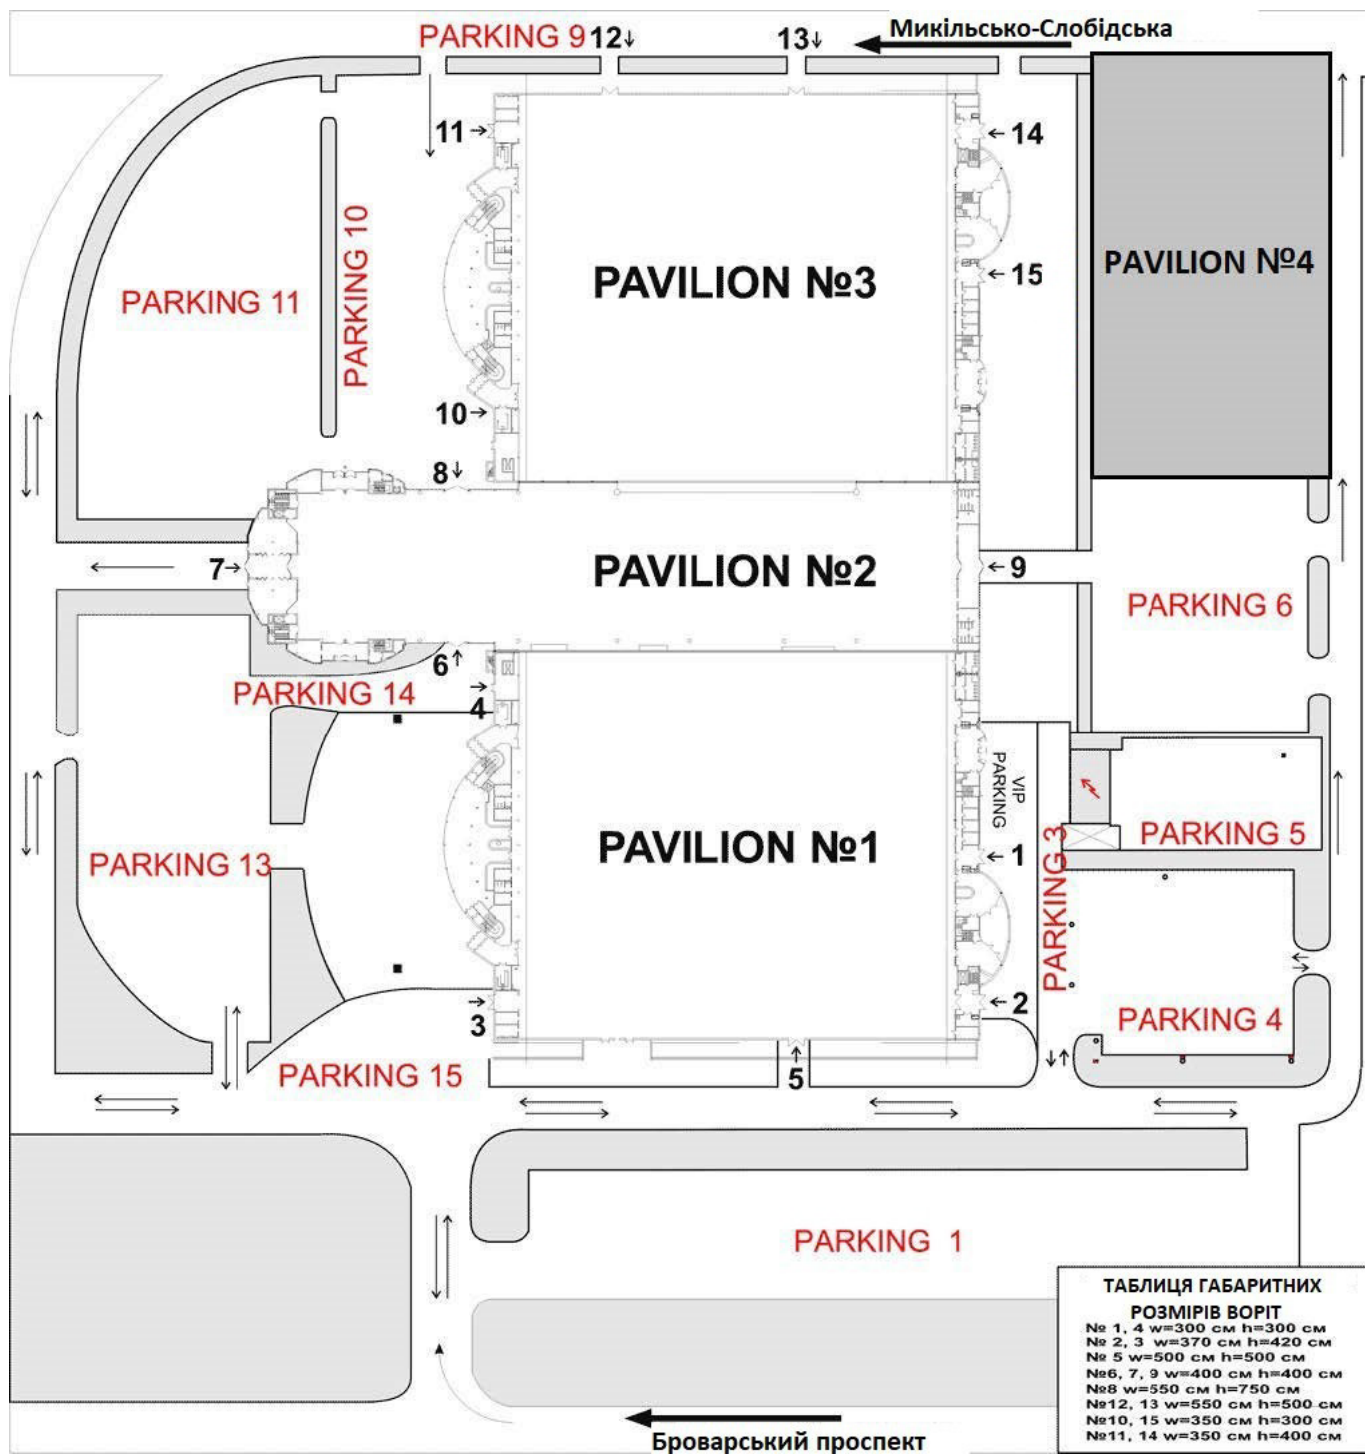 Микільсько-Слобідська
PARKING 9
12
13
11
14
PARKING 10
PAVILION №4
PAVILION №3
15
PARKING 11
10
8
7
PAVILION №2
9
PARKING 6
6
PARKING 14
4
VIP
PARKING
PARKING 5
PAVILION №1
1
PARKING 13
PARKING 3
2
3
PARKING 4
PARKING 15
5
PARKING 1
ТАБЛИЦЯ ГАБАРИТНИХ
РОЗМІРІВ ВОРІТ
№ 1, 4 w=300 см h=300 см
№ 2, 3 w=370 см h=420 см
№ 5 w=500 см h=500 см
№6, 7, 9 w=400 см h=400 см
№8 w=550 см h=750 см
№12, 13 w=550 см h=500 см
№10, 15 w=350 см h=300 см
№11, 14 w=350 см h=400 см
Броварський проспект